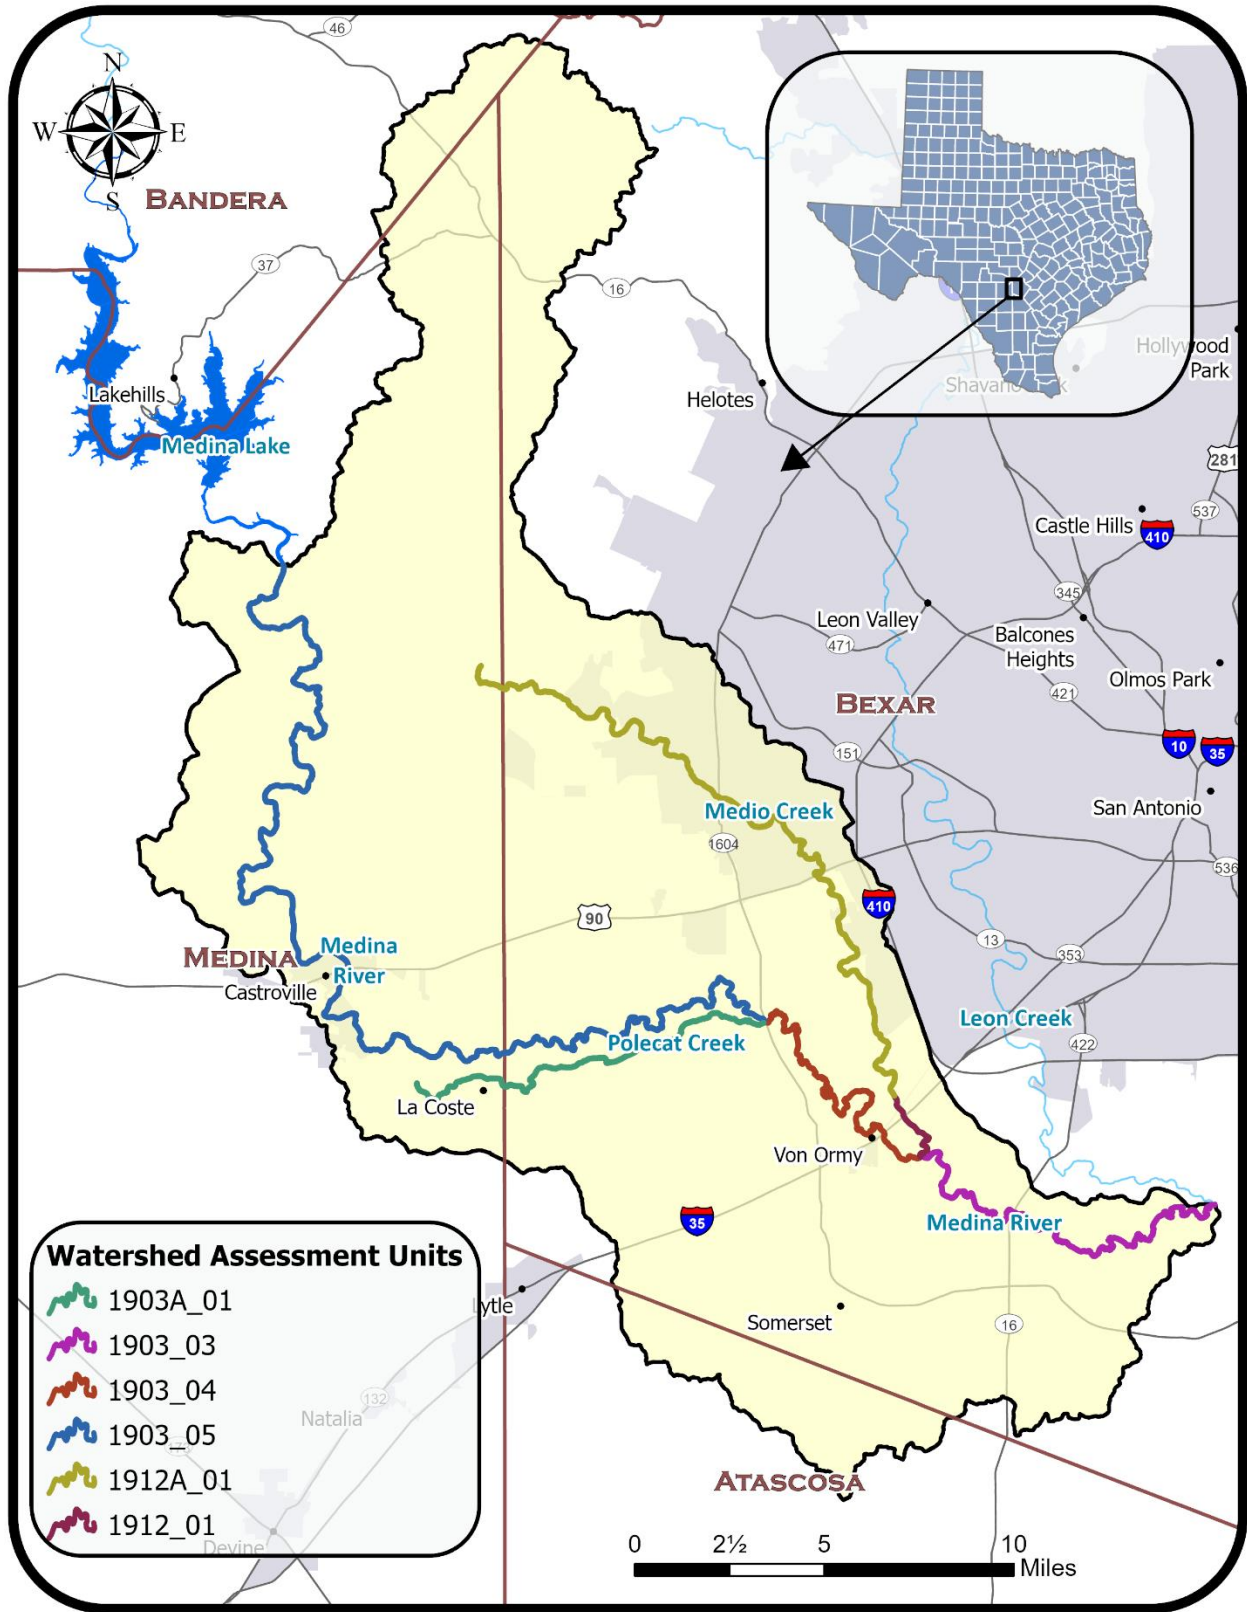 46
N
W
E
S
BANDERA
37
16
Hollywood
Park
Shavano Park
Lakehills
Helotes
Medina Lake
281
537
Castle Hills
410
345
Leon Valley
471
Balcones
Heights
Olmos Park
421
BEXAR
10
35
151
San Antonio
Medio Creek
1604
536
410
90
13
353
MEDINA
Medina
River
Castroville
Leon Creek
Polecat Creek
422
La Coste
Von Ormy
35
Medina River
Watershed Assessment Units
1903A_01
1903_03
1903_04
1903_05
1912A_01
1912_01
Lytle
Somerset
16
132
Natalia
Devine
ATASCOSA
0
2½
5
10
Miles